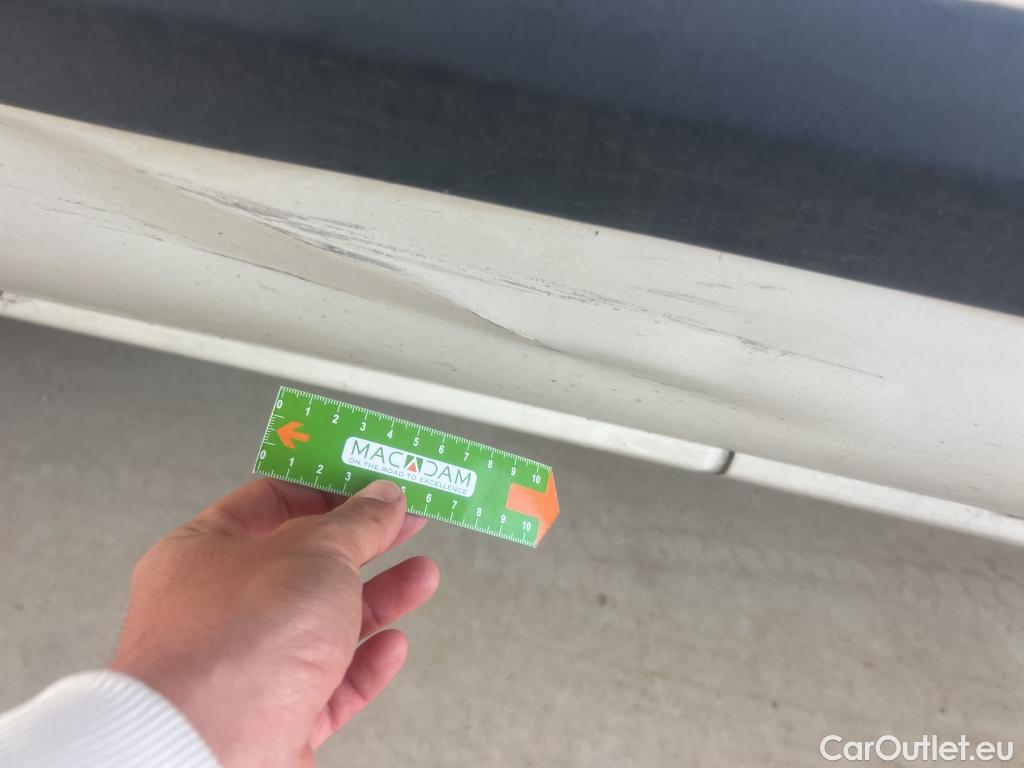 0 1 2 3 4 5 6 7 8 9 10
MACADAM
ON THE ROAD TO EXCELLENCE
0 1 2 3 5 6 7 8 9 10
CarOutlet.eu